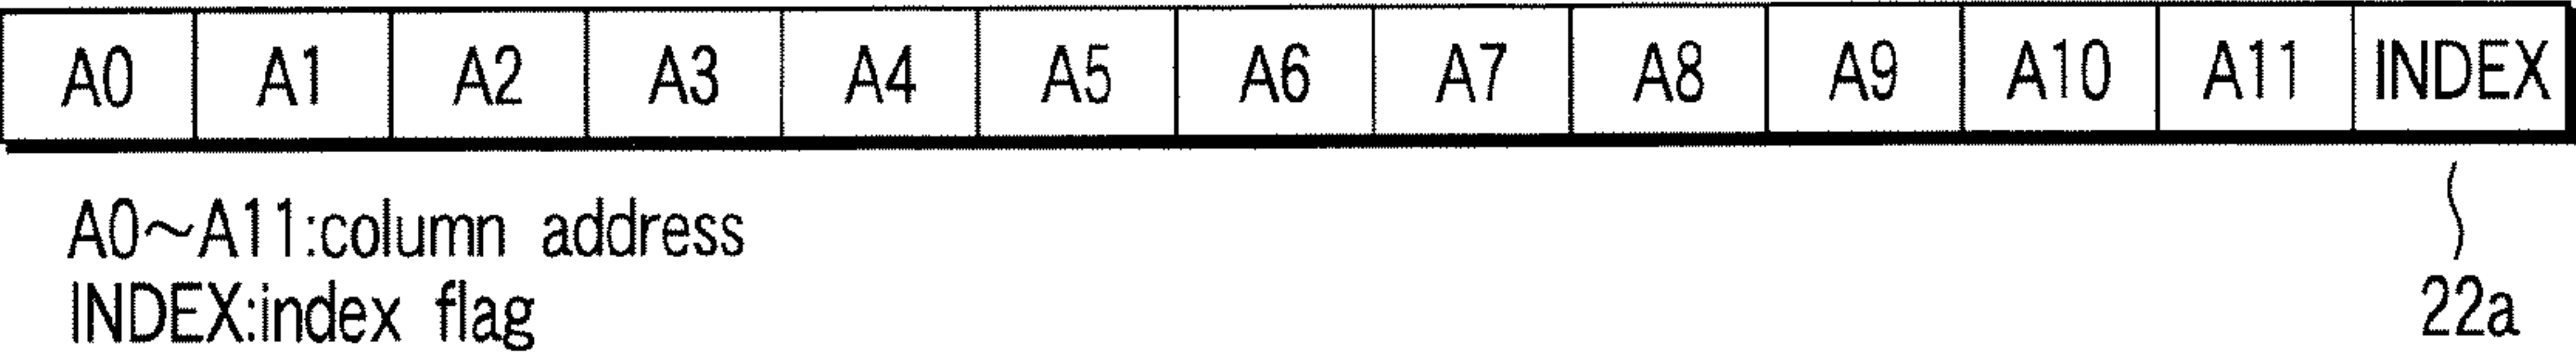 A0 A1 A2 A3 A4 A5 A6 A7 A8 A9 A10 A11 INDEX
A0~A11:column address
INDEX:index flag
22a